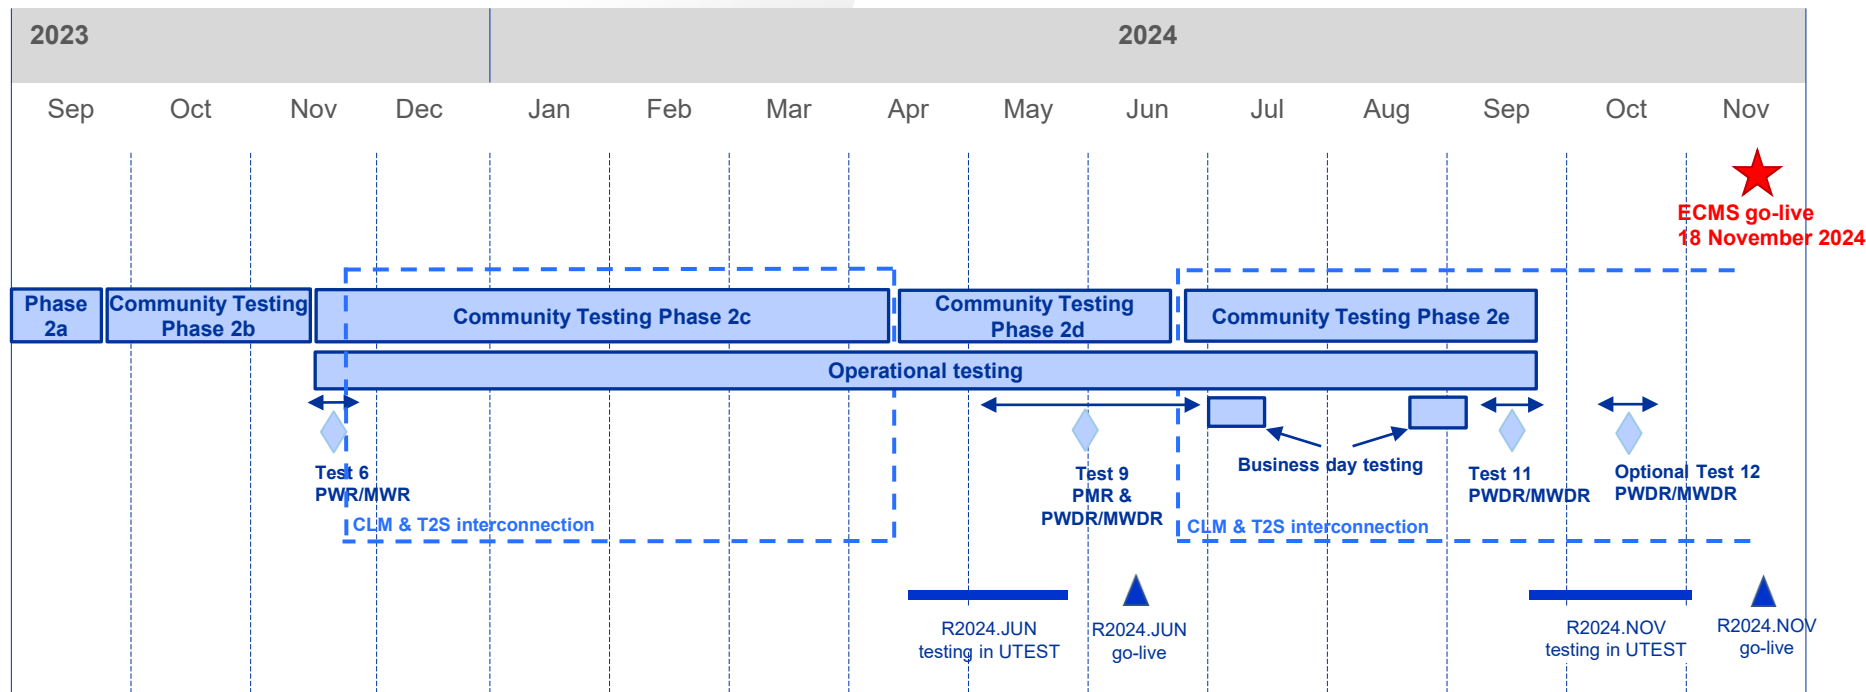 2023
2024
Sep
Oct
Nov
Dec
Jan
Feb
Mar
Apr
May
Jun
Jul
Aug
Sep
Oct
Nov
ECMS go-live
18 November 2024
Phase
2a
Community Testing
Phase 2b
Community Testing Phase 2c
Community Testing
Phase 2d
Community Testing Phase 2e
Operational testing
Test 6
PWR/MWR
CLM & T2S interconnection
Test 9
PMR &
PWDR/MWDR
Business day testing
Test 11
PWDR/MWDR
Optional Test 12
PWDR/MWDR
CLM & T2S interconnection
R2024.JUN
testing in UTEST
R2024.JUN
go-live
R2024.NOV
testing in UTEST
R2024.NOV
go-live